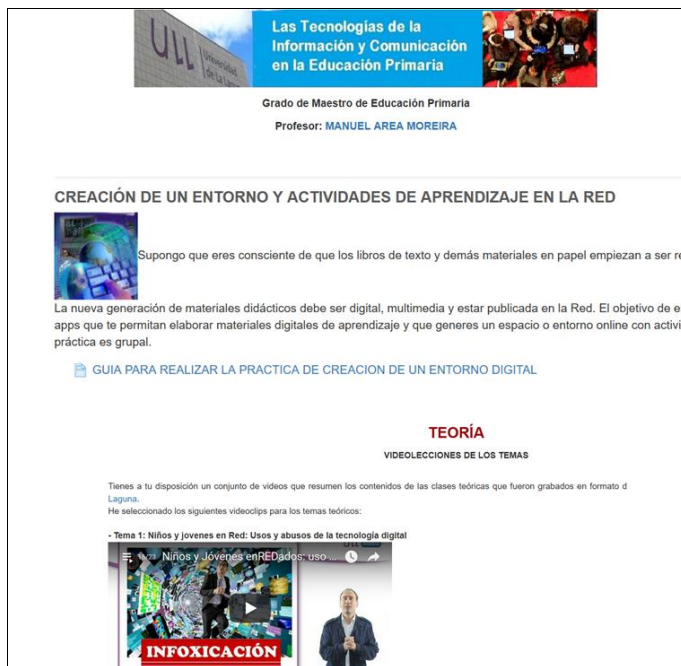 ULL
Universidad
de La Laguna
Las Tecnologías de la
Información y Comunicación
en la Educación Primaria
Grado de Maestro de Educación Primaria
Profesor: MANUEL AREA MOREIRA
CREACIÓN DE UN ENTORNO Y ACTIVIDADES DE APRENDIZAJE EN LA RED
Supongo que eres consciente de que los libros de texto y demás materiales en papel empiezan a ser re
La nueva generación de materiales didácticos debe ser digital, multimedia y estar publicada en la Red. El objetivo de e
apps que te permitan elaborar materiales digitales de aprendizaje y que generes un espacio o entorno online con activi
práctica es grupal.
GUIA PARA REALIZAR LA PRACTICA DE CREACION DE UN ENTORNO DIGITAL
TEORÍA
VIDEOLECCIONES DE LOS TEMAS
Tienes a tu disposición un conjunto de videos que resumen los contenidos de las clases teóricas que fueron grabados en formato d
Laguna.
He seleccionado los siguientes videoclips para los temas teóricos:
- Tema 1: Niños y jovenes en Red: Usos y abusos de la tecnología digital
Niños y Jóvenes enREDados: uso ...
INFOXICACIÓN